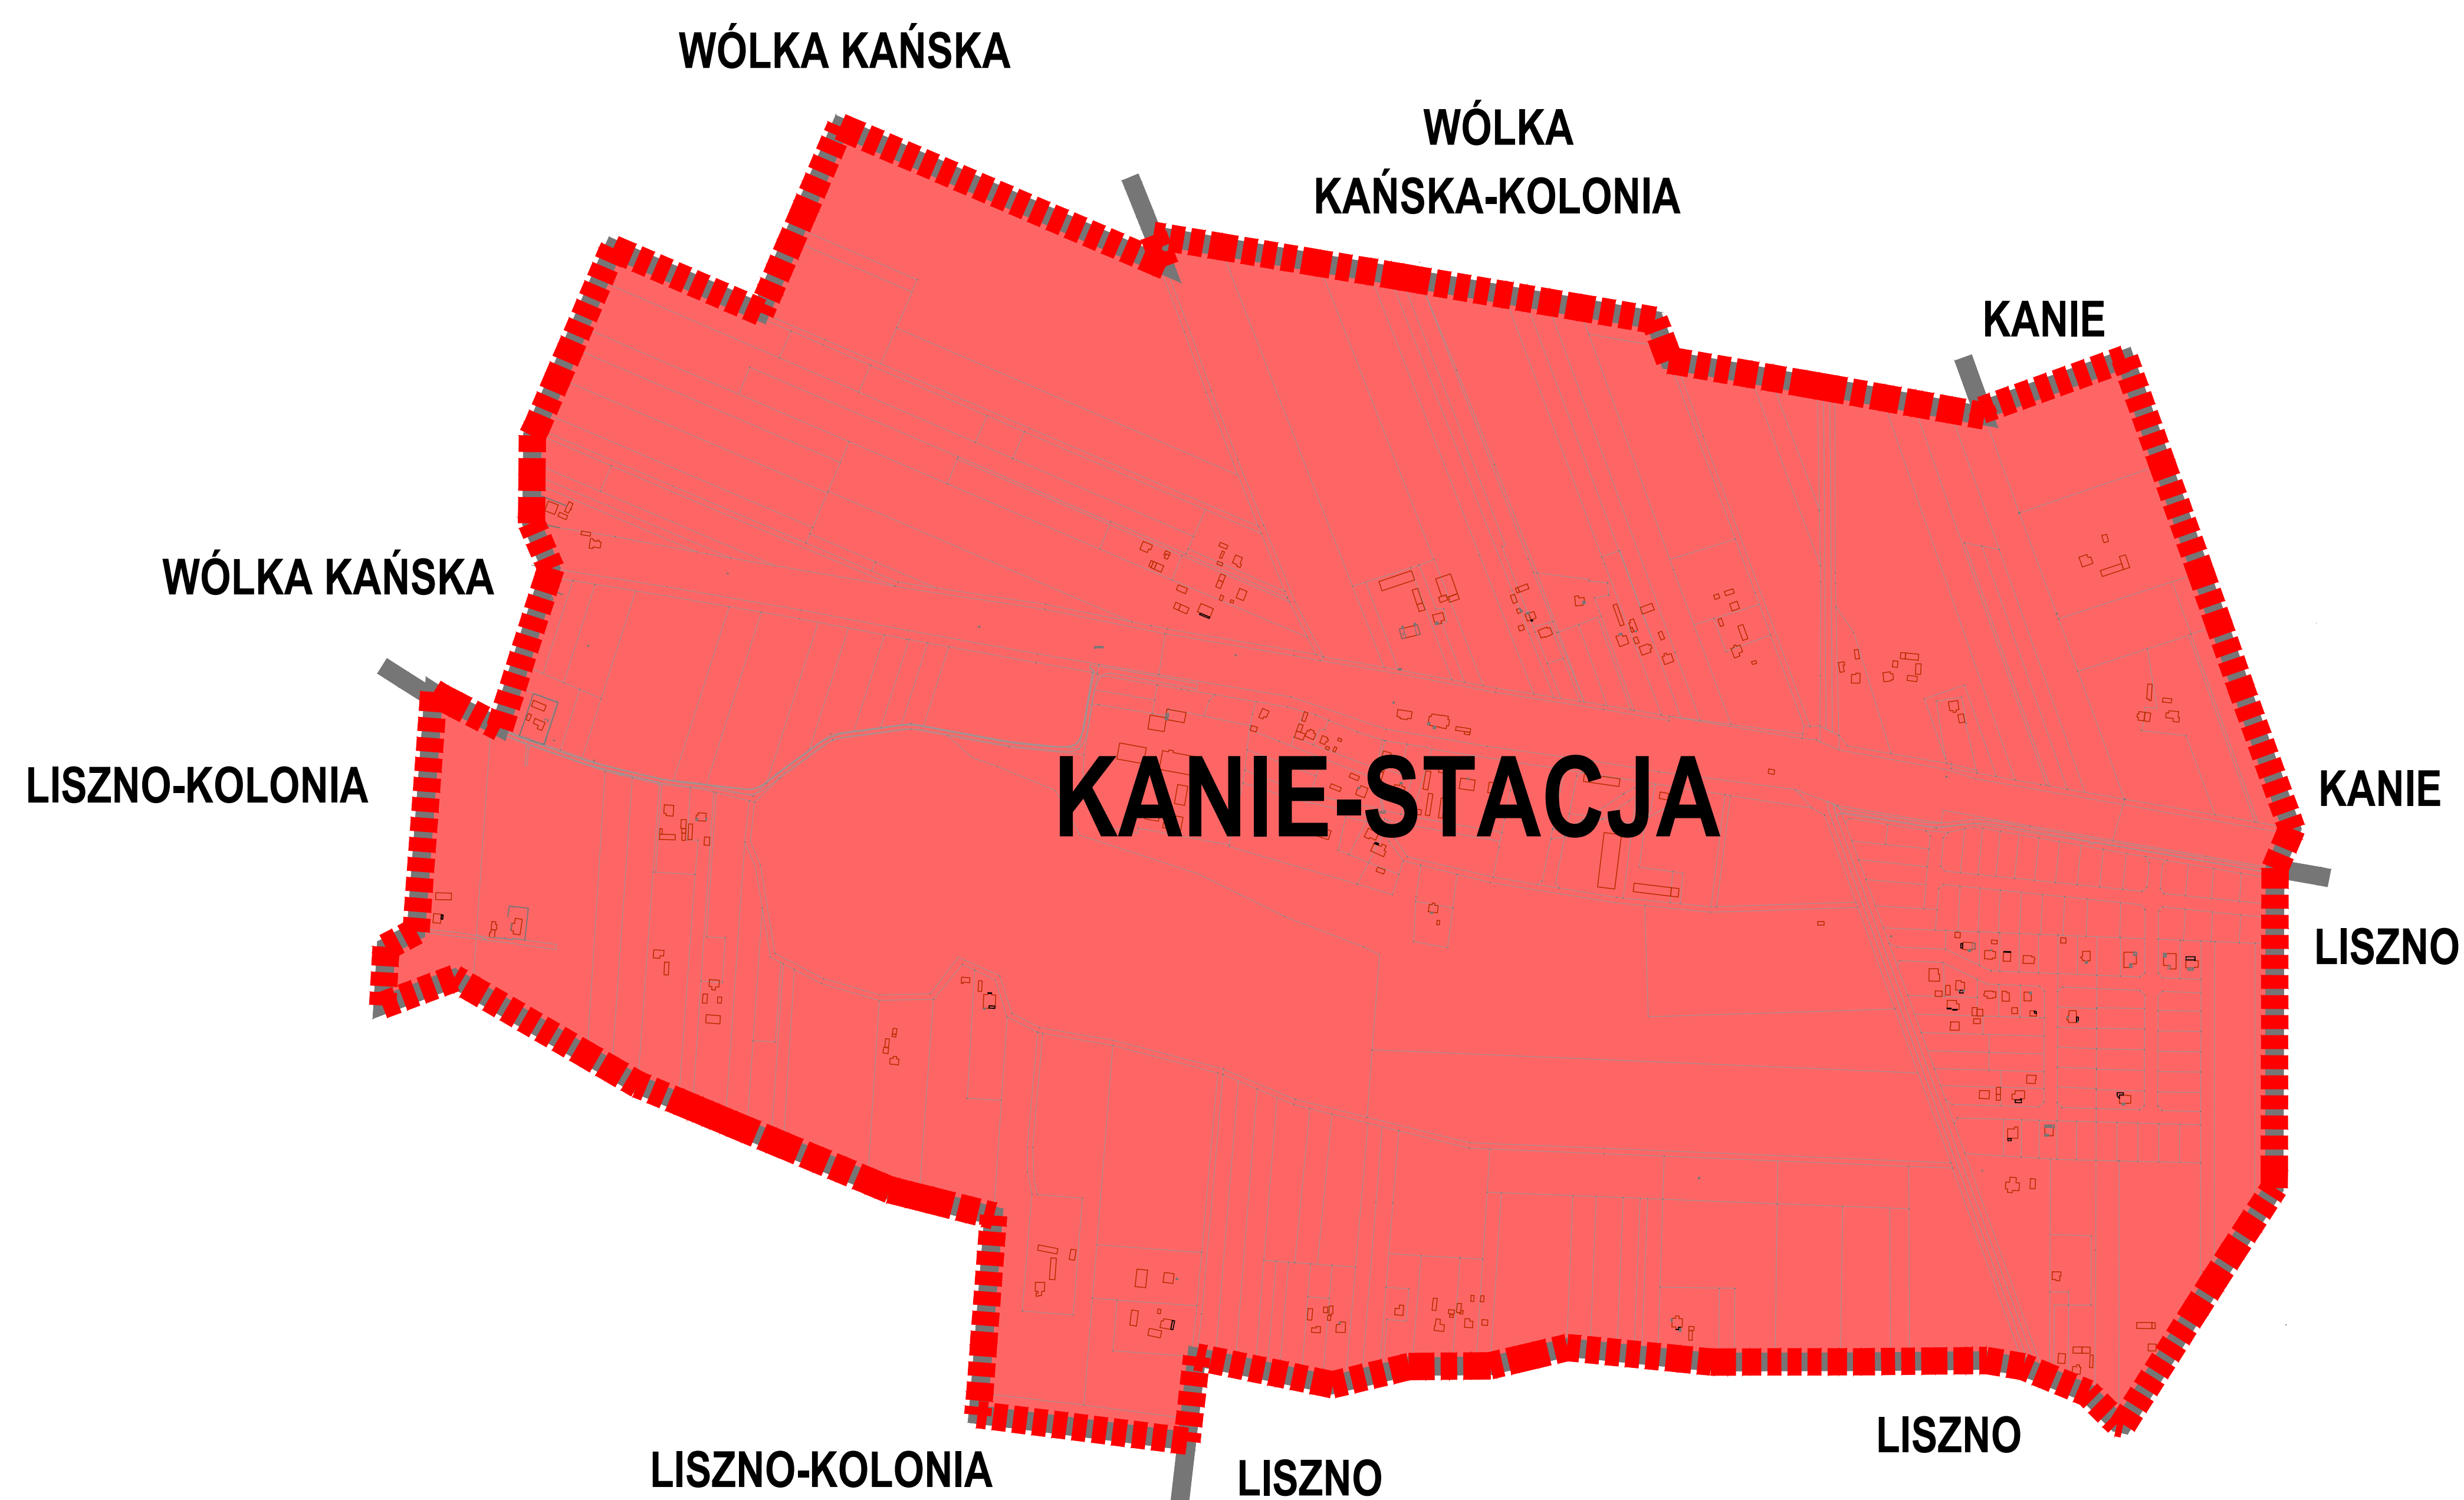 WÓLKA KAŃSKA
WÓLKA
KAŃSKA-KOLONIA
KANIE
WÓLKA KAŃSKA
LISZNO-KOLONIA
KANIE-STACJA
KANIE
LISZNO
LISZNO
LISZNO-KOLONIA
LISZNO